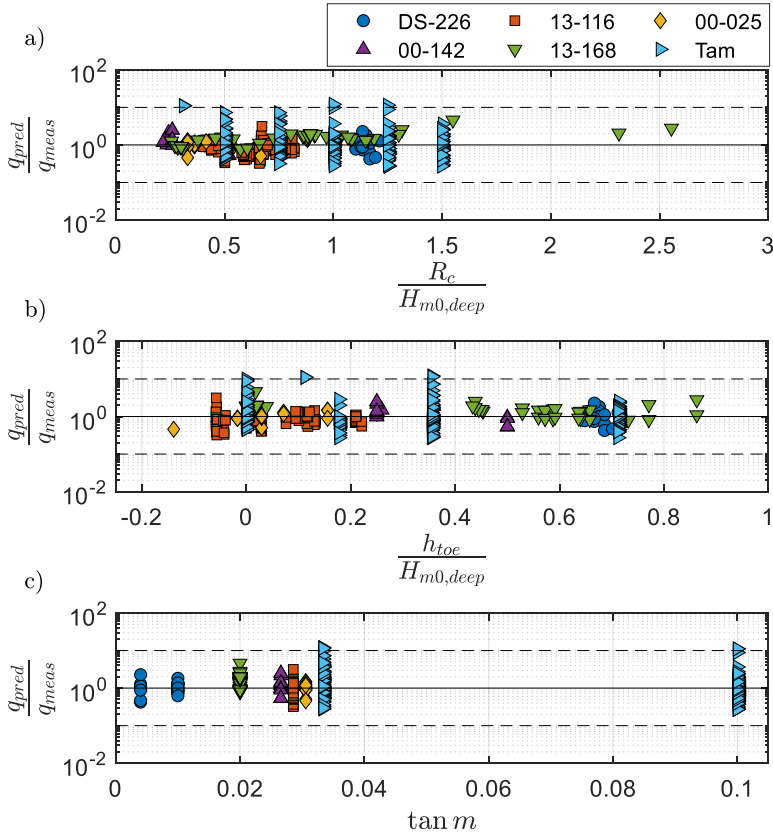 DS-226 13-116 00-025
00-142 13-168 Tam
a)
10^2
10^0
10^-2
q_pred / q_meas
0 0.5 1 1.5 2 2.5 3
R_c / H_m0,deep
b)
10^2
10^0
10^-2
q_pred / q_meas
-0.2 0 0.2 0.4 0.6 0.8 1
h_toe / H_m0,deep
c)
10^2
10^0
10^-2
q_pred / q_meas
0 0.02 0.04 0.06 0.08 0.1
tan m